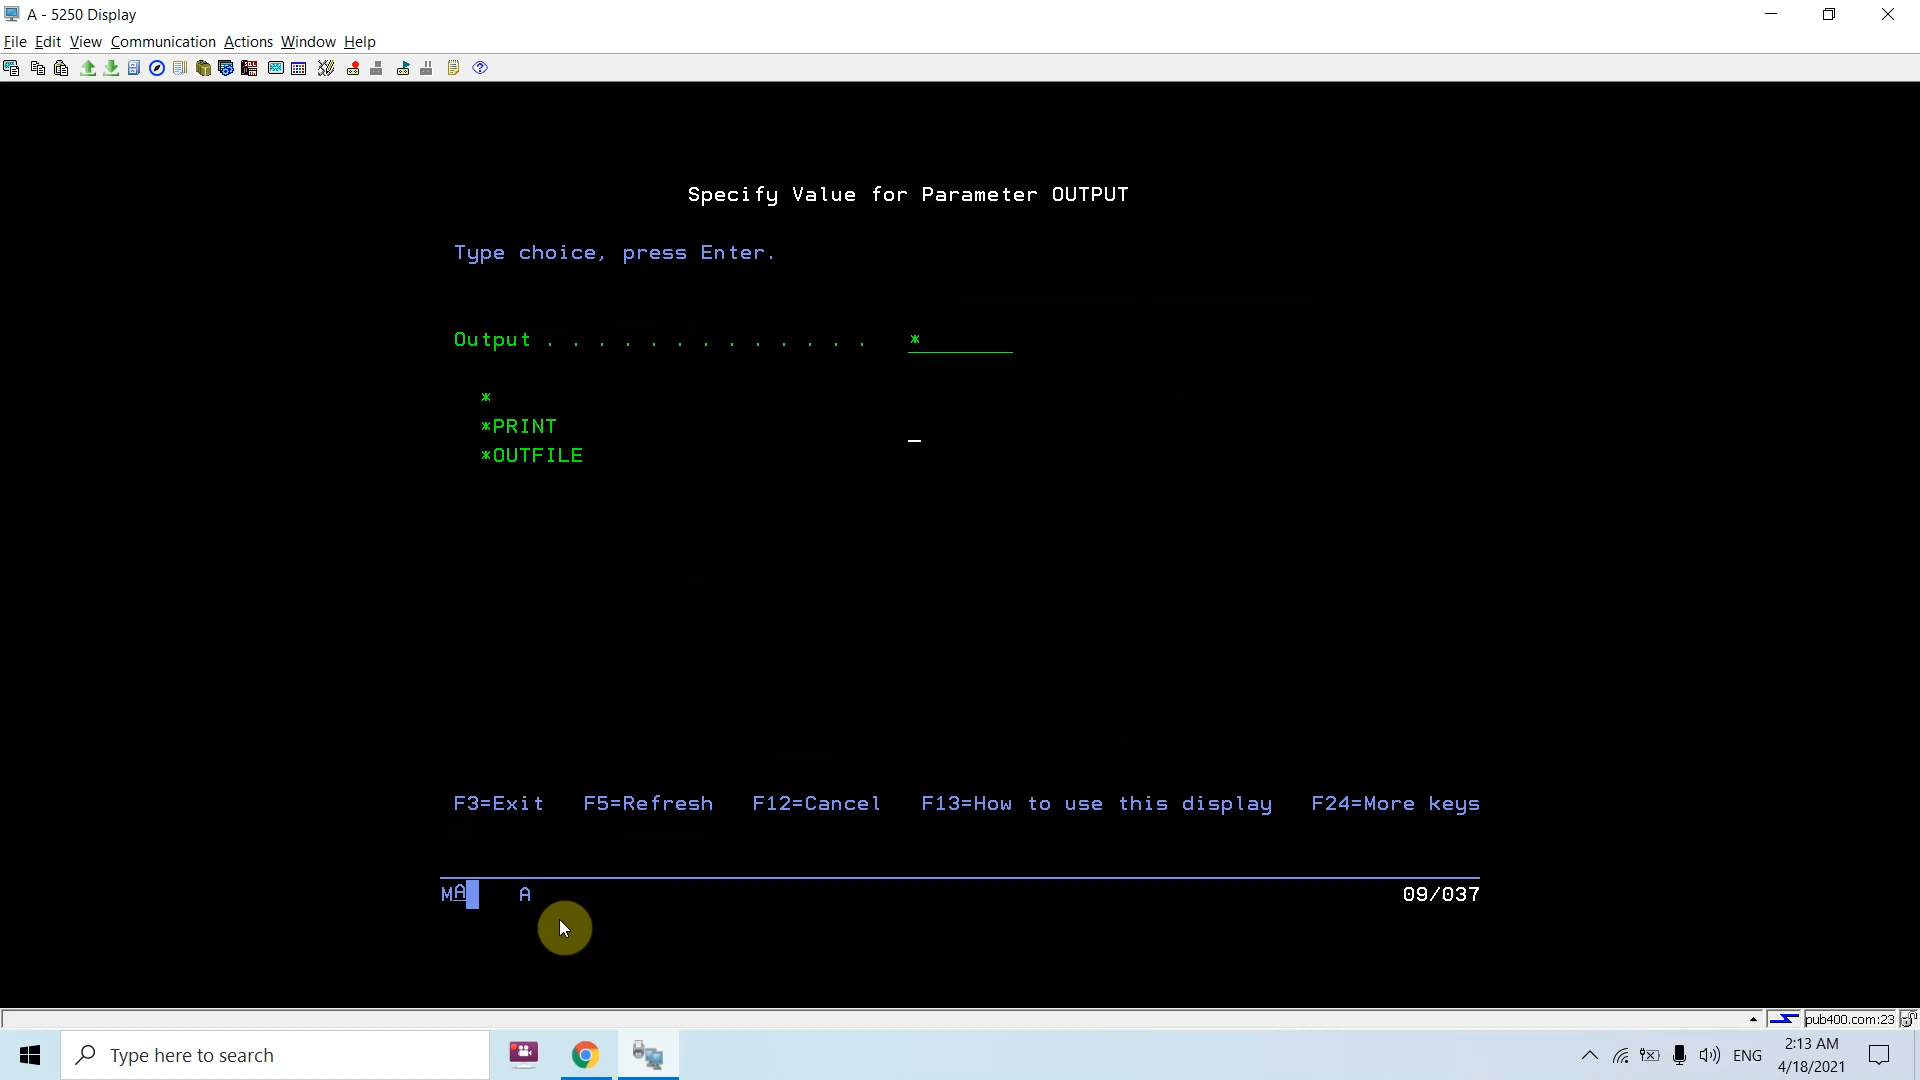 A - 5250 Display
File Edit View Communication Actions Window Help
Specify Value for Parameter OUTPUT
Type choice, press Enter.
Output . . . . . . . . . . . . . *
*
*PRINT
*OUTFILE
F3=Exit F5=Refresh F12=Cancel F13=How to use this display F24=More keys
MA A 09/037
pub400.com:23
Type here to search
ENG
2:13 AM
4/18/2021